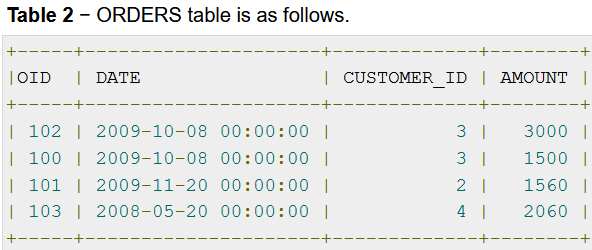 Table 2 − ORDERS table is as follows.
+-----+---------------------+-------------+--------+
|OID  | DATE                | CUSTOMER_ID | AMOUNT |
+-----+---------------------+-------------+--------+
| 102 | 2009-10-08 00:00:00 |           3 |   3000 |
| 100 | 2009-10-08 00:00:00 |           3 |   1500 |
| 101 | 2009-11-20 00:00:00 |           2 |   1560 |
| 103 | 2008-05-20 00:00:00 |           4 |   2060 |
+-----+---------------------+-------------+--------+